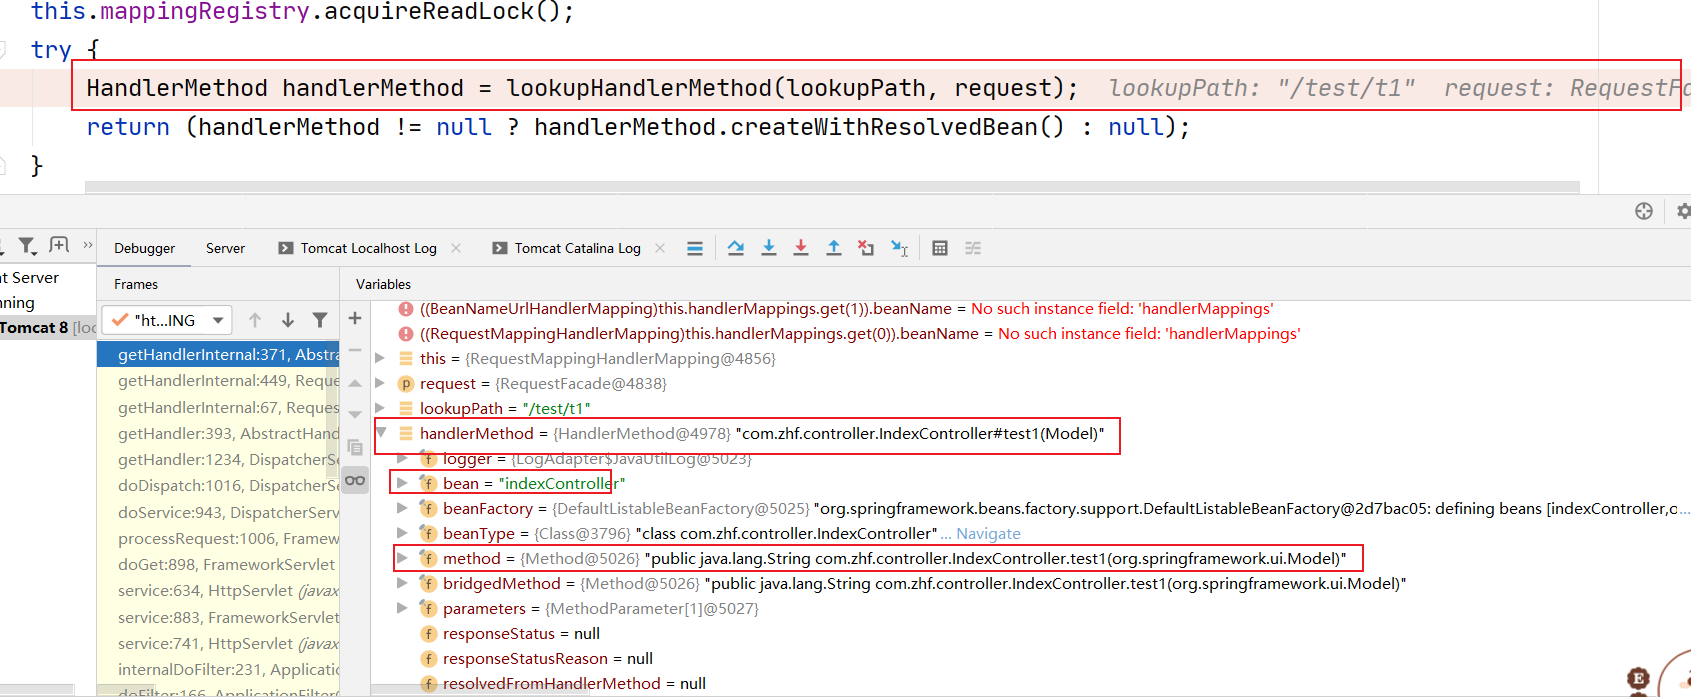 this.mappingRegistry.acquireReadLock();
try {
HandlerMethod handlerMethod = lookupHandlerMethod(lookupPath, request); lookupPath: "/test/t1" request: RequestFa
return (handlerMethod != null ? handlerMethod.createWithResolvedBean() : null);
}
Debugger Server Tomcat Localhost Log Tomcat Catalina Log
t Server
nning
Tomcat 8 [loc
Frames
Variables
"ht...ING
getHandlerInternal:371, Abstra
getHandlerInternal:449, Reque
getHandlerInternal:67, Reques
getHandler:393, AbstractHand
getHandler:1234, DispatcherSe
doDispatch:1016, DispatcherSe
doService:943, DispatcherServ
processRequest:1006, Framew
doGet:898, FrameworkServlet
service:634, HttpServlet (javax
service:883, FrameworkServlet
service:741, HttpServlet (javax
internalDoFilter:231, Applicatio
doFilter:166, ApplicationFilterC
((BeanNameUrlHandlerMapping)this.handlerMappings.get(1)).beanName = No such instance field: 'handlerMappings'
((RequestMappingHandlerMapping)this.handlerMappings.get(0)).beanName = No such instance field: 'handlerMappings'
this = {RequestMappingHandlerMapping@4856}
request = {RequestFacade@4838}
lookupPath = "/test/t1"
handlerMethod = {HandlerMethod@4978} "com.zhf.controller.IndexController#test1(Model)"
logger = {LogAdapter$JavaUtilLog@5023}
bean = "indexController"
beanFactory = {DefaultListableBeanFactory@5025} "org.springframework.beans.factory.support.DefaultListableBeanFactory@2d7bac05: defining beans [indexController,o...
beanType = {Class@3796} "class com.zhf.controller.IndexController" ... Navigate
method = {Method@5026} "public java.lang.String com.zhf.controller.IndexController.test1(org.springframework.ui.Model)"
bridgedMethod = {Method@5026} "public java.lang.String com.zhf.controller.IndexController.test1(org.springframework.ui.Model)"
parameters = {MethodParameter[1]@5027}
responseStatus = null
responseStatusReason = null
resolvedFromHandlerMethod = null
E